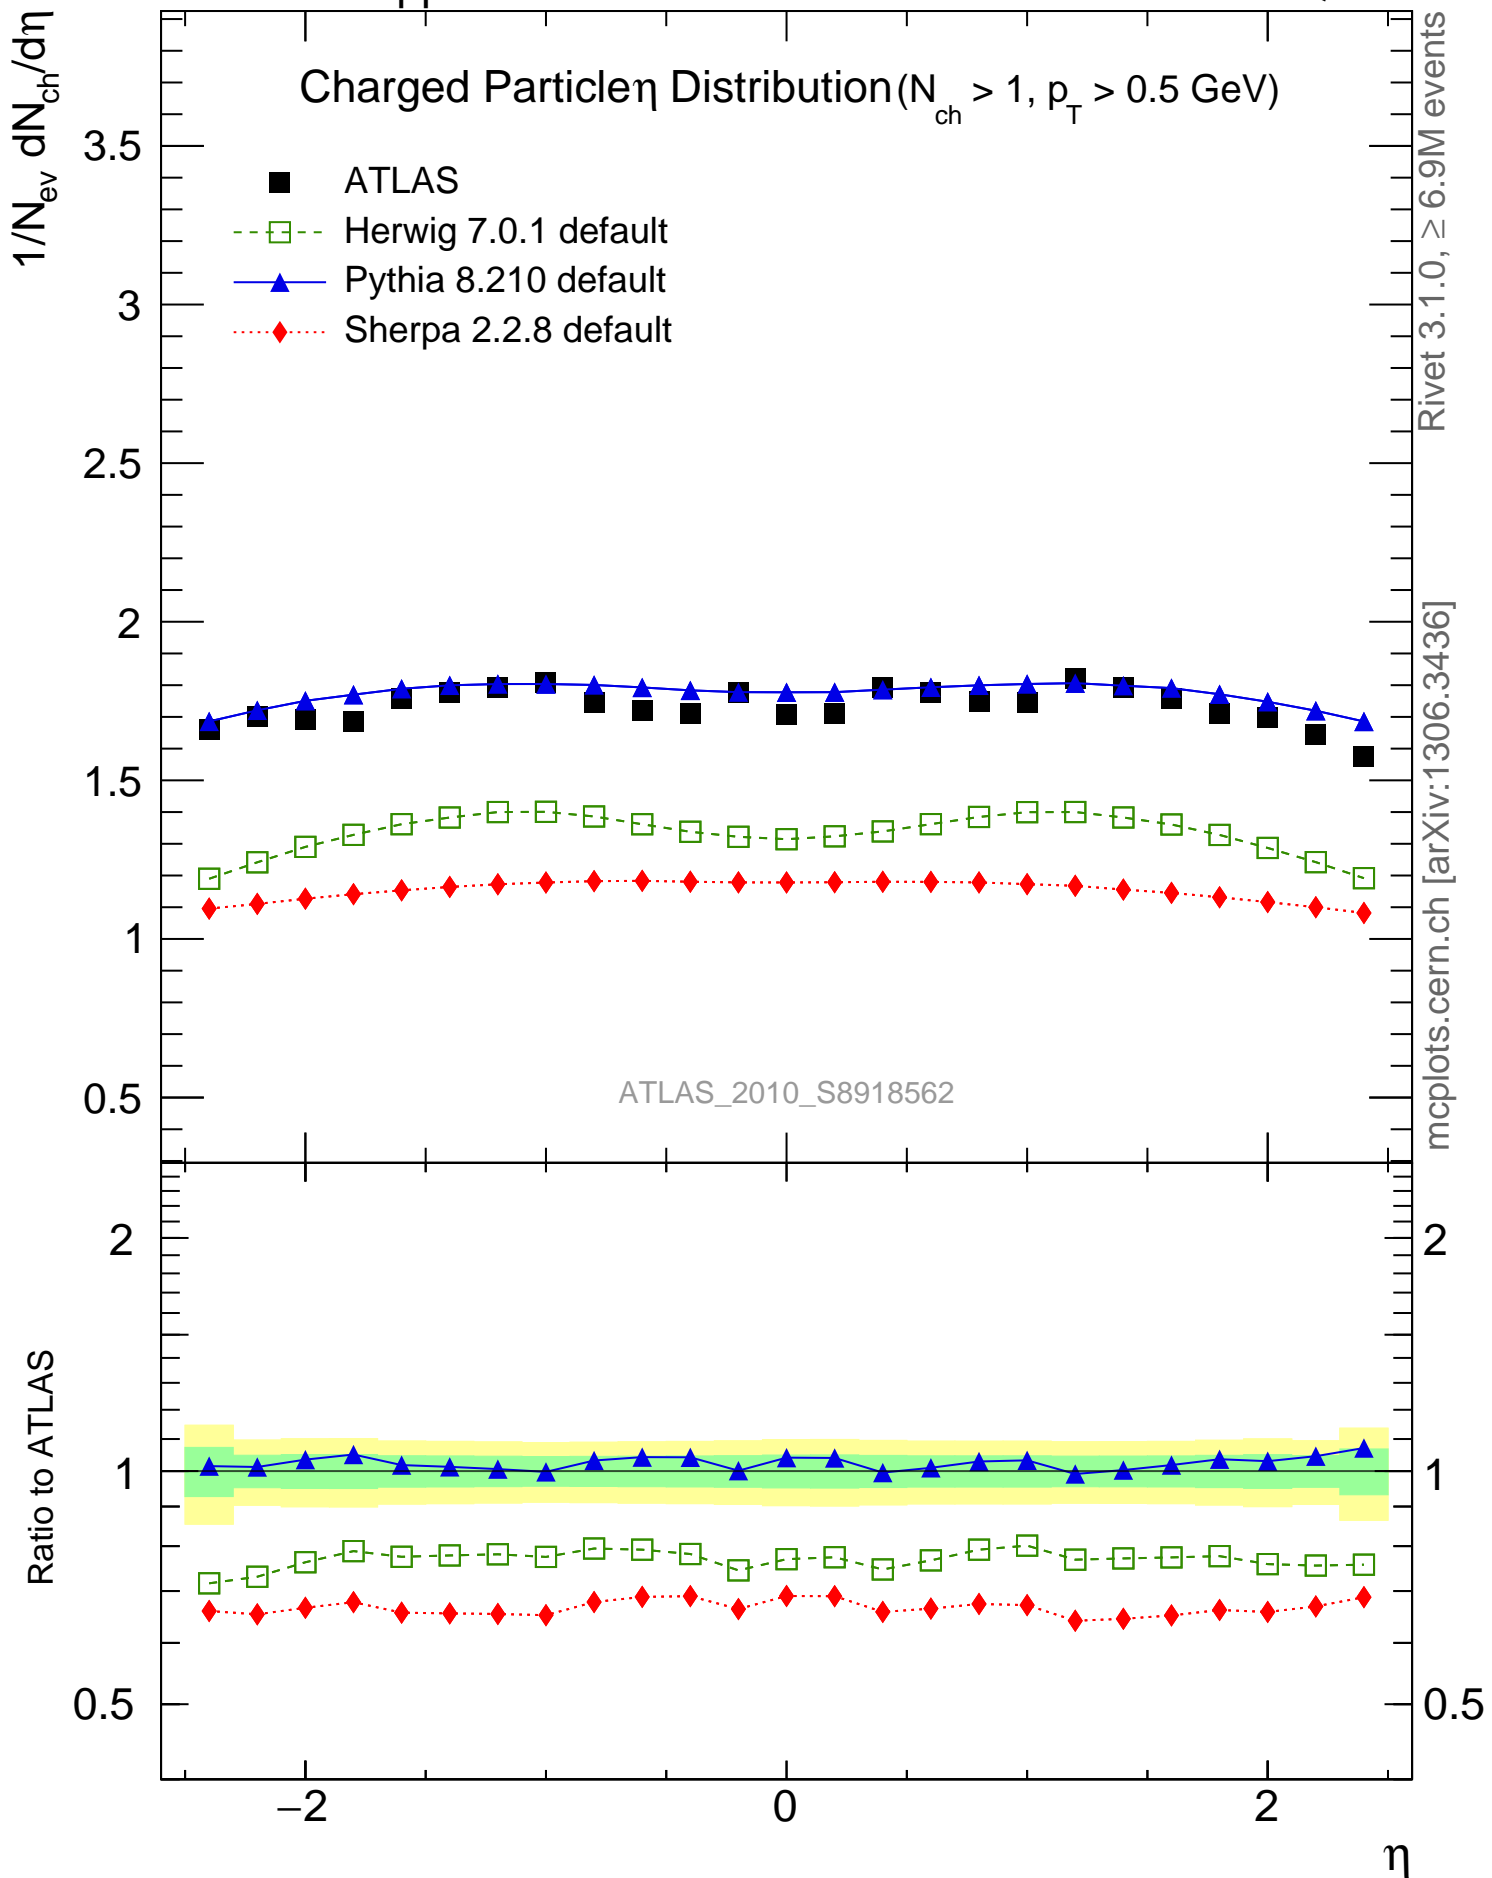 pp
Charged Particleη Distribution (N_ch > 1, p_T > 0.5 GeV)
1/N_ev dN_ch/dη
ATLAS
Herwig 7.0.1 default
Pythia 8.210 default
Sherpa 2.2.8 default
3.5
3
2.5
2
1.5
1
0.5
ATLAS_2010_S8918562
Rivet 3.1.0, ≥ 6.9M events
mcplots.cern.ch [arXiv:1306.3436]
Ratio to ATLAS
2
1
0.5
2
1
0.5
−2
0
2
η